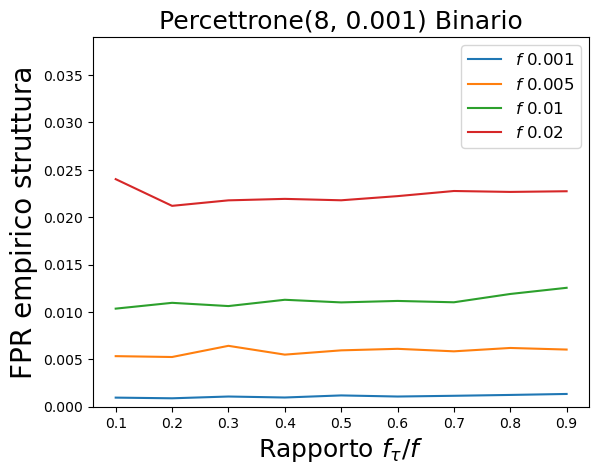 Percettrone(8, 0.001) Binario
FPR empirico struttura
0.035
0.030
0.025
0.020
0.015
0.010
0.005
0.000
f 0.001
f 0.005
f 0.01
f 0.02
0.1 0.2 0.3 0.4 0.5 0.6 0.7 0.8 0.9
Rapporto fτ/f